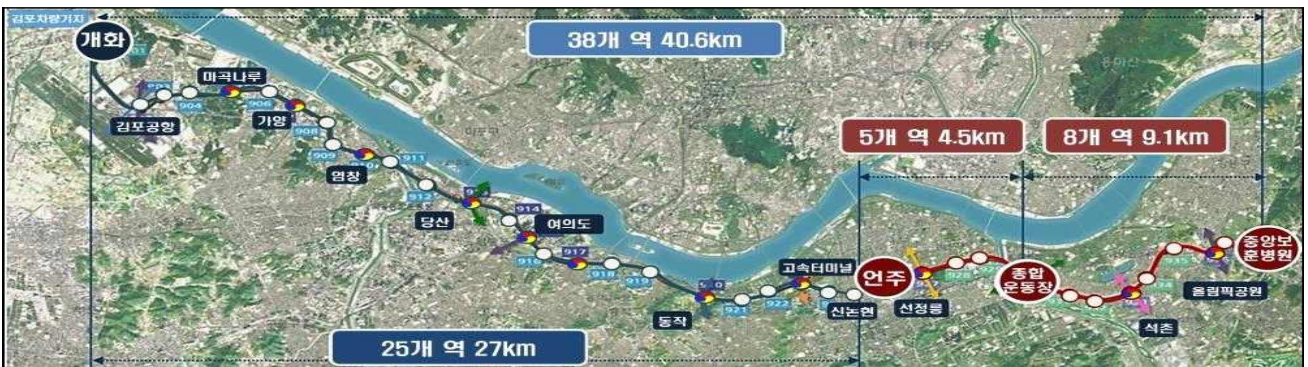 김포차량기지
개화
38개 역 40.6km
마곡나루
904
906
김포공항
가양
908
5개 역 4.5km
8개 역 9.1km
909
911
염창
912
당산
914
여의도
916
917
918
919
동작
921
922
고속터미널
신논현
언주
선정릉
928
종합
운동장
935
석촌
올림픽공원
중앙보
훈병원
25개 역 27km